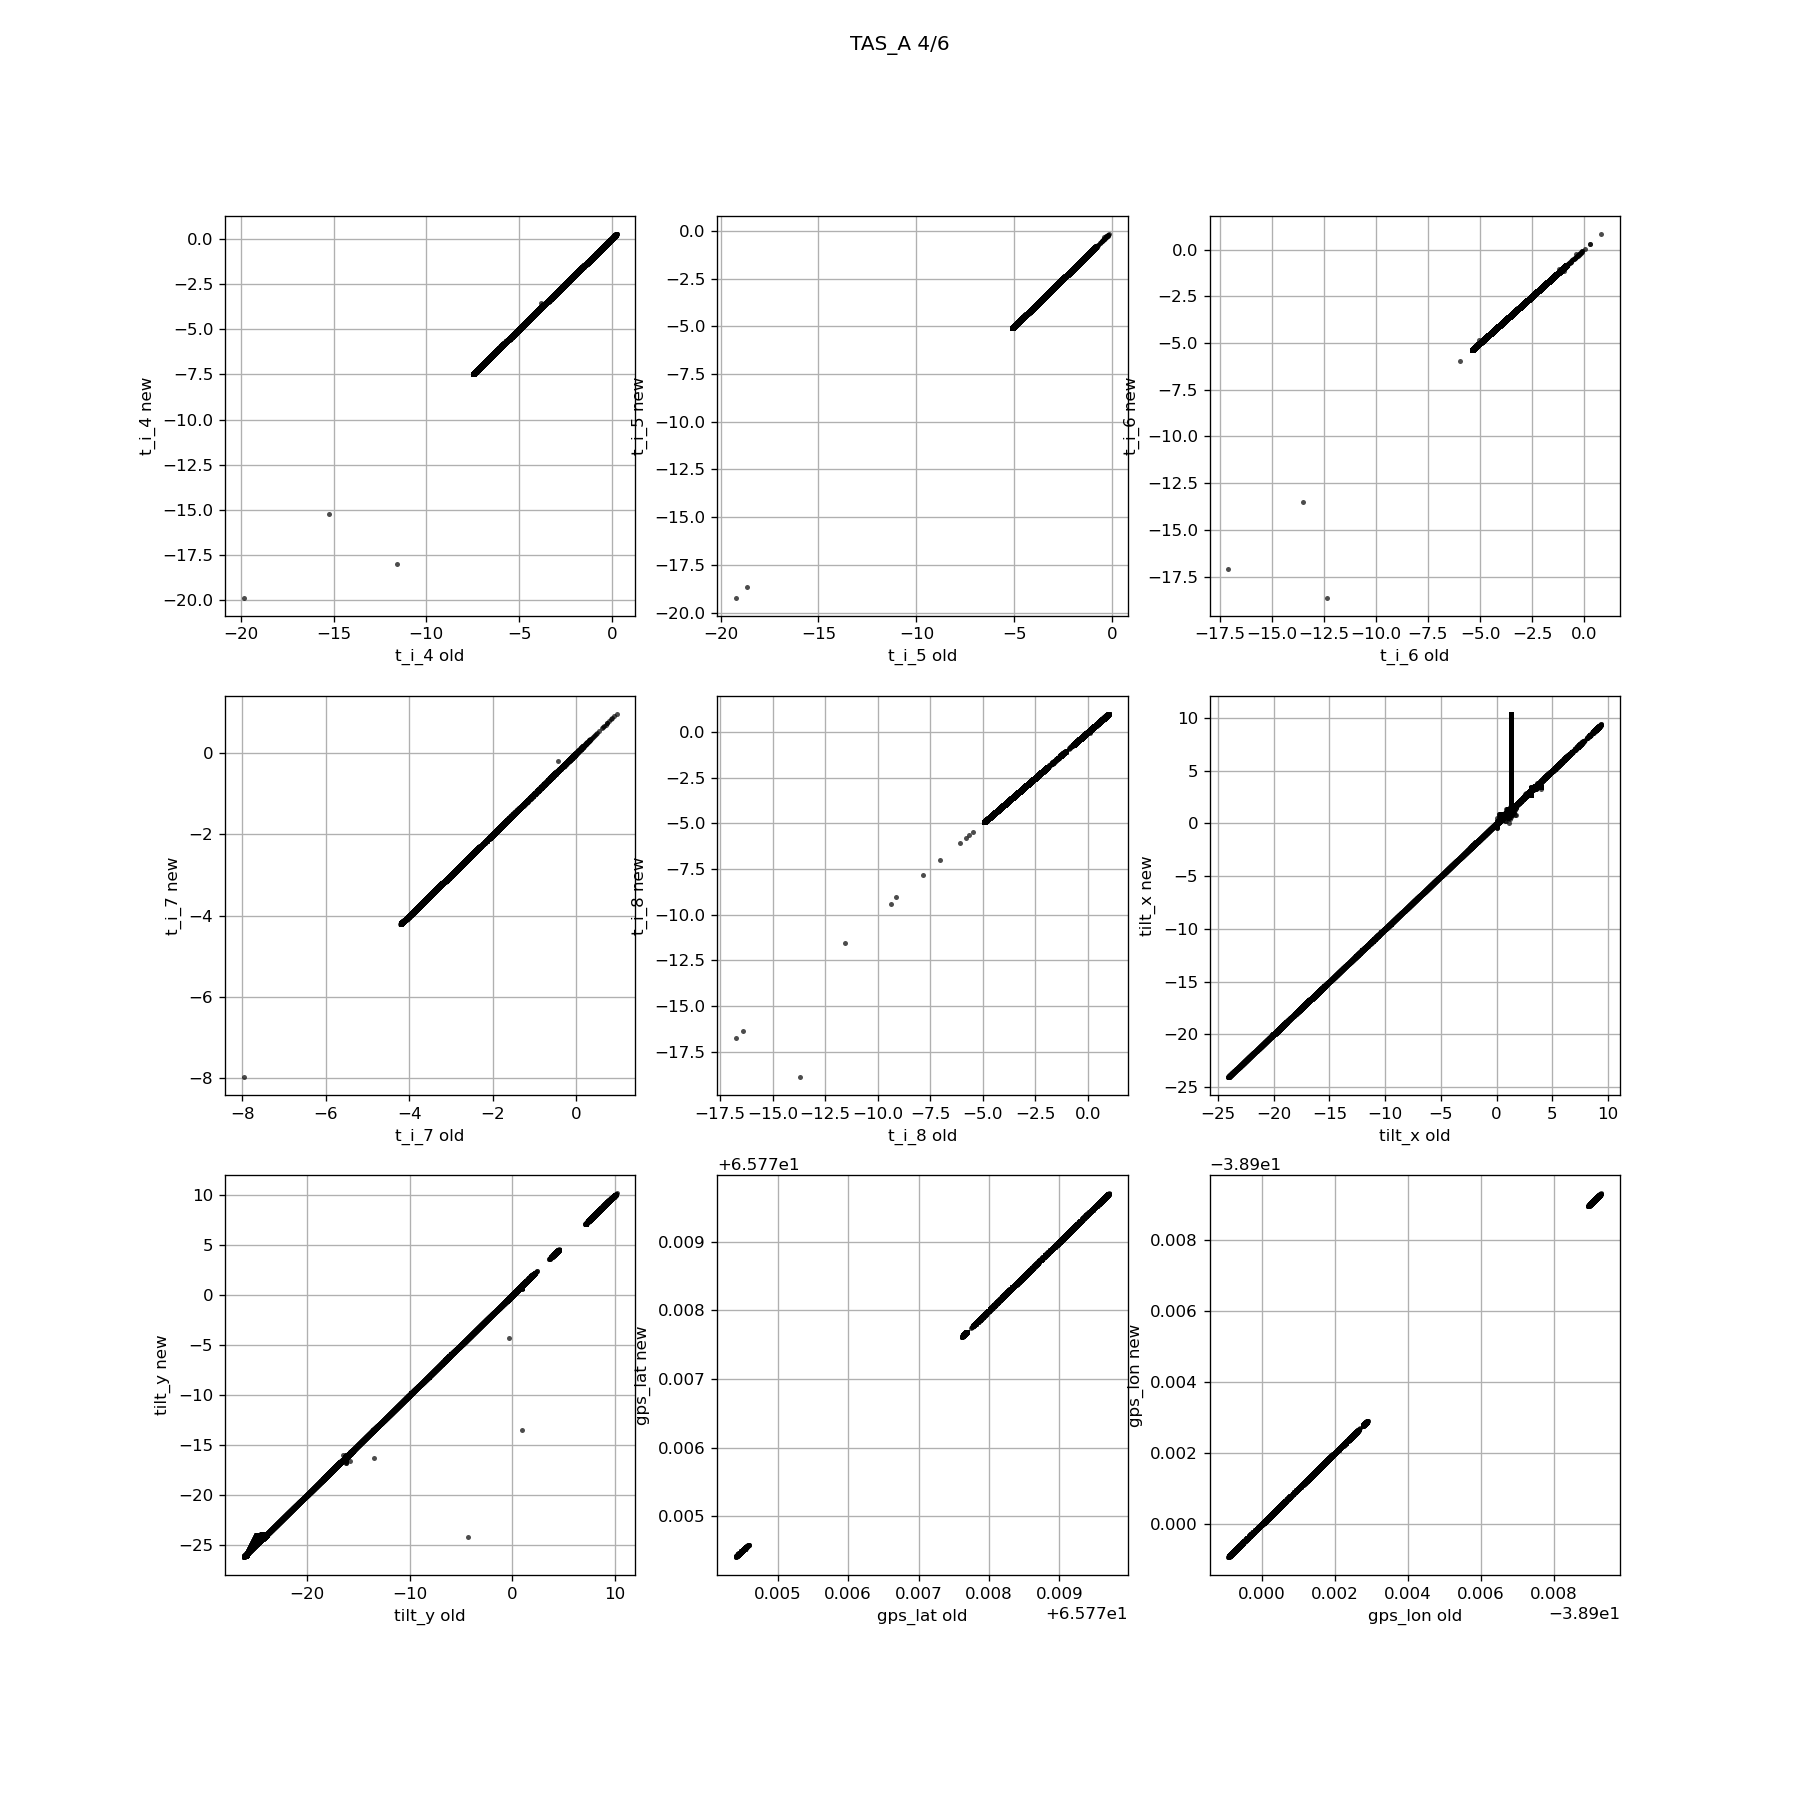 TAS_A 4/6
t_i_4 new
0.0
−2.5
−5.0
−7.5
−10.0
−12.5
−15.0
−17.5
−20.0
−20 −15 −10 −5 0
t_i_4 old
t_i_5 new
0.0
−2.5
−5.0
−7.5
−10.0
−12.5
−15.0
−17.5
−20.0
−20 −15 −10 −5 0
t_i_5 old
t_i_6 new
0.0
−2.5
−5.0
−7.5
−10.0
−12.5
−15.0
−17.5
−17.5 −15.0 −12.5 −10.0 −7.5 −5.0 −2.5 0.0
t_i_6 old
t_i_7 new
0
−2
−4
−6
−8
−8 −6 −4 −2 0
t_i_7 old
t_i_8 new
0.0
−2.5
−5.0
−7.5
−10.0
−12.5
−15.0
−17.5
−17.5 −15.0 −12.5 −10.0 −7.5 −5.0 −2.5 0.0
t_i_8 old
tilt_x new
10
5
0
−5
−10
−15
−20
−25
−25 −20 −15 −10 −5 0 5 10
tilt_x old
tilt_y new
10
5
0
−5
−10
−15
−20
−25
−20 −10 0 10
tilt_y old
+6.577e1
gps_lat new
0.009
0.008
0.007
0.006
0.005
0.005 0.006 0.007 0.008 0.009
gps_lat old
+6.577e1
−3.89e1
gps_lon new
0.008
0.006
0.004
0.002
0.000
0.000 0.002 0.004 0.006 0.008
gps_lon old
−3.89e1